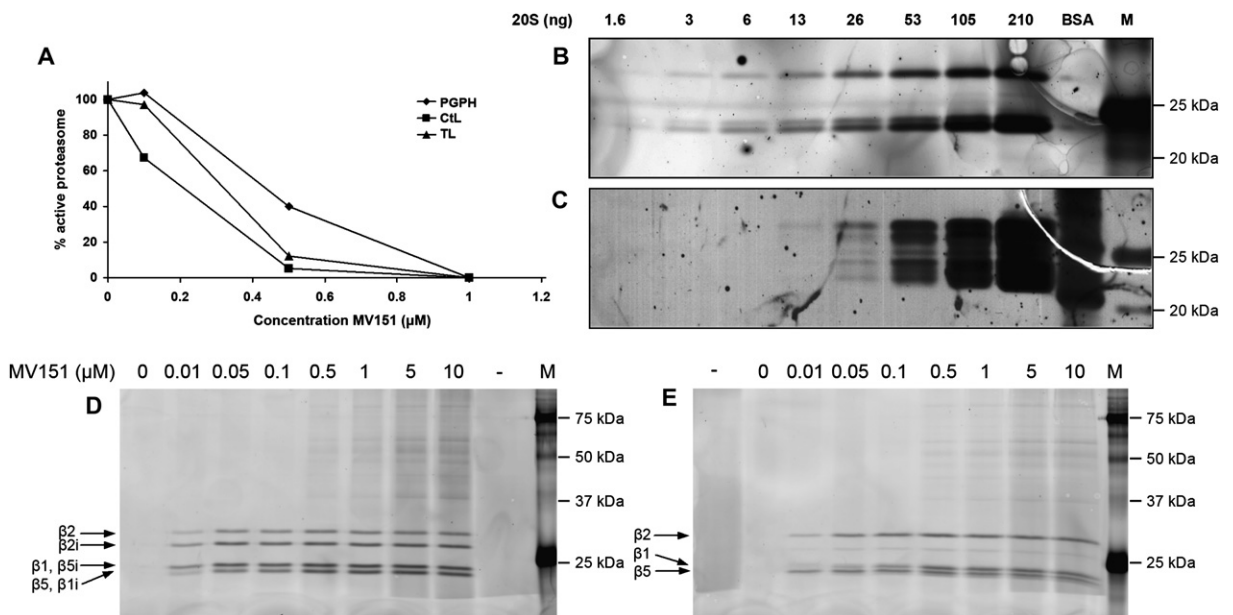 20S (ng) 1.6 3 6 13 26 53 105 210 BSA M
A
100
80
60
40
20
0
0 0.2 0.4 0.6 0.8 1 1.2
% active proteasome
Concentration MV151 (µM)
PGPH
CtL
TL
B
25 kDa
20 kDa
C
25 kDa
20 kDa
MV151 (µM) 0 0.01 0.05 0.1 0.5 1 5 10 - M
D
75 kDa
50 kDa
37 kDa
25 kDa
β2
β2i
β1, β5i
β5, β1i
- 0 0.01 0.05 0.1 0.5 1 5 10 M
E
75 kDa
50 kDa
37 kDa
25 kDa
β2
β1
β5